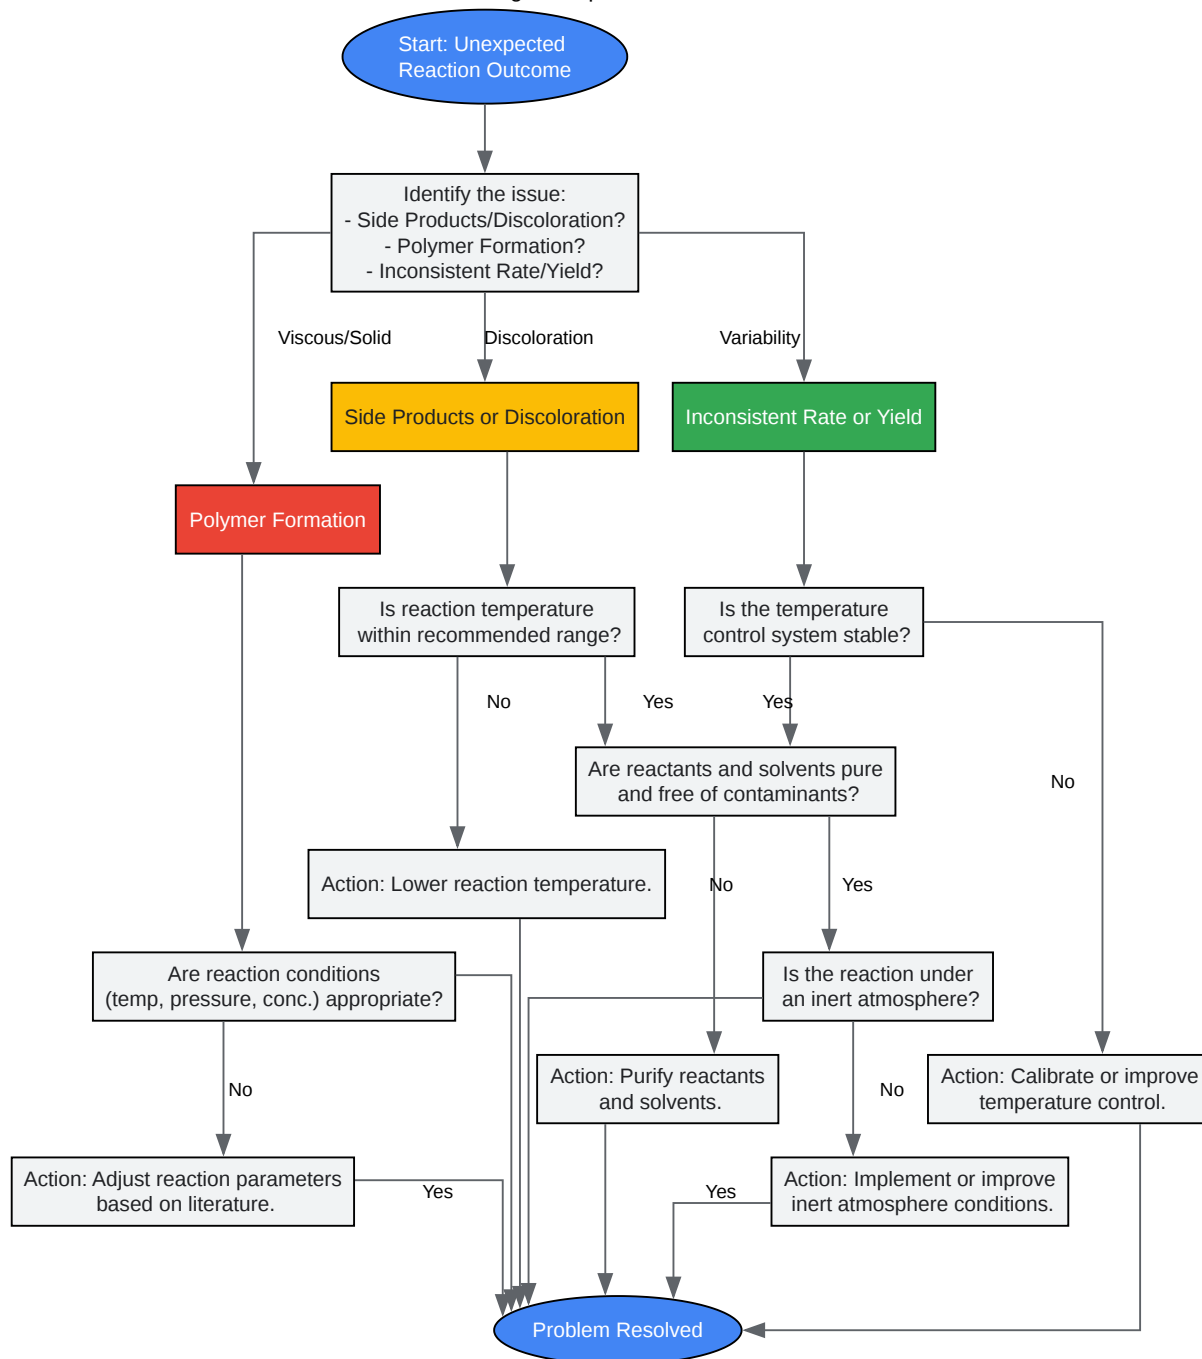 Start: Unexpected
Reaction Outcome
Identify the issue:
- Side Products/Discoloration?
- Polymer Formation?
- Inconsistent Rate/Yield?
Viscous/Solid
Discoloration
Variability
Side Products or Discoloration
Inconsistent Rate or Yield
Polymer Formation
Is reaction temperature
within recommended range?
Is the temperature
control system stable?
No
Yes
Yes
Are reactants and solvents pure
and free of contaminants?
No
Action: Lower reaction temperature.
No
Yes
Are reaction conditions
(temp, pressure, conc.) appropriate?
Is the reaction under
an inert atmosphere?
Action: Purify reactants
and solvents.
Action: Calibrate or improve
temperature control.
No
No
Action: Adjust reaction parameters
based on literature.
Yes
Yes
Action: Implement or improve
inert atmosphere conditions.
Problem Resolved